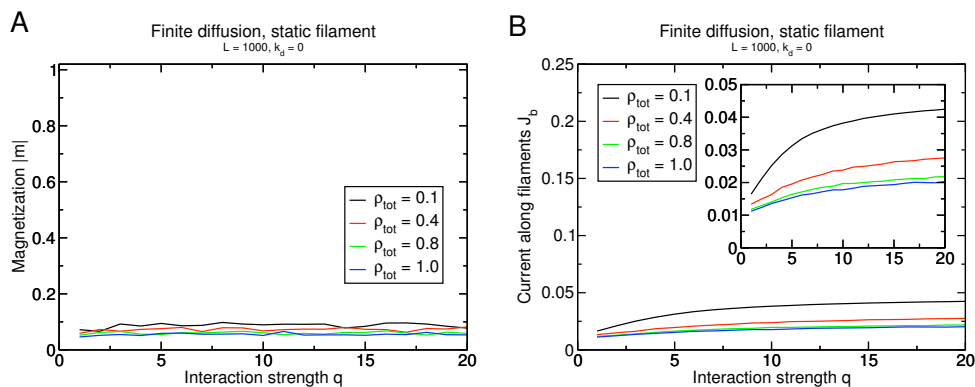 A
Finite diffusion, static filament
L = 1000, k_d = 0
Magnetization |m|
1
0.8
0.6
0.4
0.2
0
ρ_tot = 0.1
ρ_tot = 0.4
ρ_tot = 0.8
ρ_tot = 1.0
0 5 10 15 20
Interaction strength q
B
Finite diffusion, static filament
L = 1000, k_d = 0
Current along filaments J_b
0.25
0.2
0.15
0.1
0.05
0
ρ_tot = 0.1
ρ_tot = 0.4
ρ_tot = 0.8
ρ_tot = 1.0
0.05
0.04
0.03
0.02
0.01
0
0 5 10 15 20
0 5 10 15 20
Interaction strength q